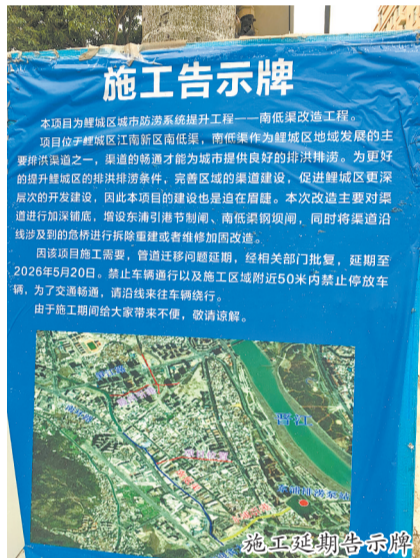 施工告示牌
本项目为鲤城区城市防涝系统提升工程——南低渠改造工程。
项目位于鲤城区江南新区南低渠，南低渠作为鲤城区地域发展的主
要排洪渠道之一，渠道的畅通才能为城市提供良好的排洪排涝。为更好
的提升鲤城区的排洪排涝条件，完善区域的渠道建设，促进鲤城区更深
层次的开发建设，因此本项目的建设也是迫在眉睫。本次改造主要对渠
道进行加深铺底，增设东浦引港节制闸、南低渠钢坝闸，同时将渠道沿
线涉及到的危桥进行拆除重建或者维修加固改造。
因该项目施工需要，管道迁移问题延期，经相关部门批复，延期至
2026年5月20日。禁止车辆通行以及施工区域附近50米内禁止停放车
辆，为了交通畅通，请沿线来往车辆绕行。
由于施工期间给大家带来不便，敬请谅解。
晋江
施工延期告示牌